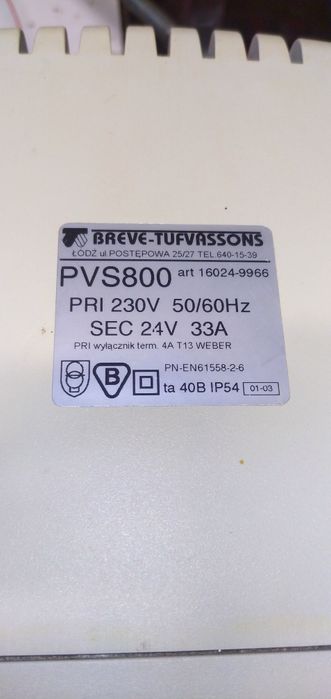 BREVE-TUFVASSONS
ŁÓDŹ ul.POSTĘPOWA 25/27 TEL.640-15-39
PVS800 art 16024-9966
PRI 230V 50/60Hz
SEC 24V 33A
PRI wyłącznik term. 4A T13 WEBER
PN-EN61558-2-6
B
ta 40B IP54 01-03